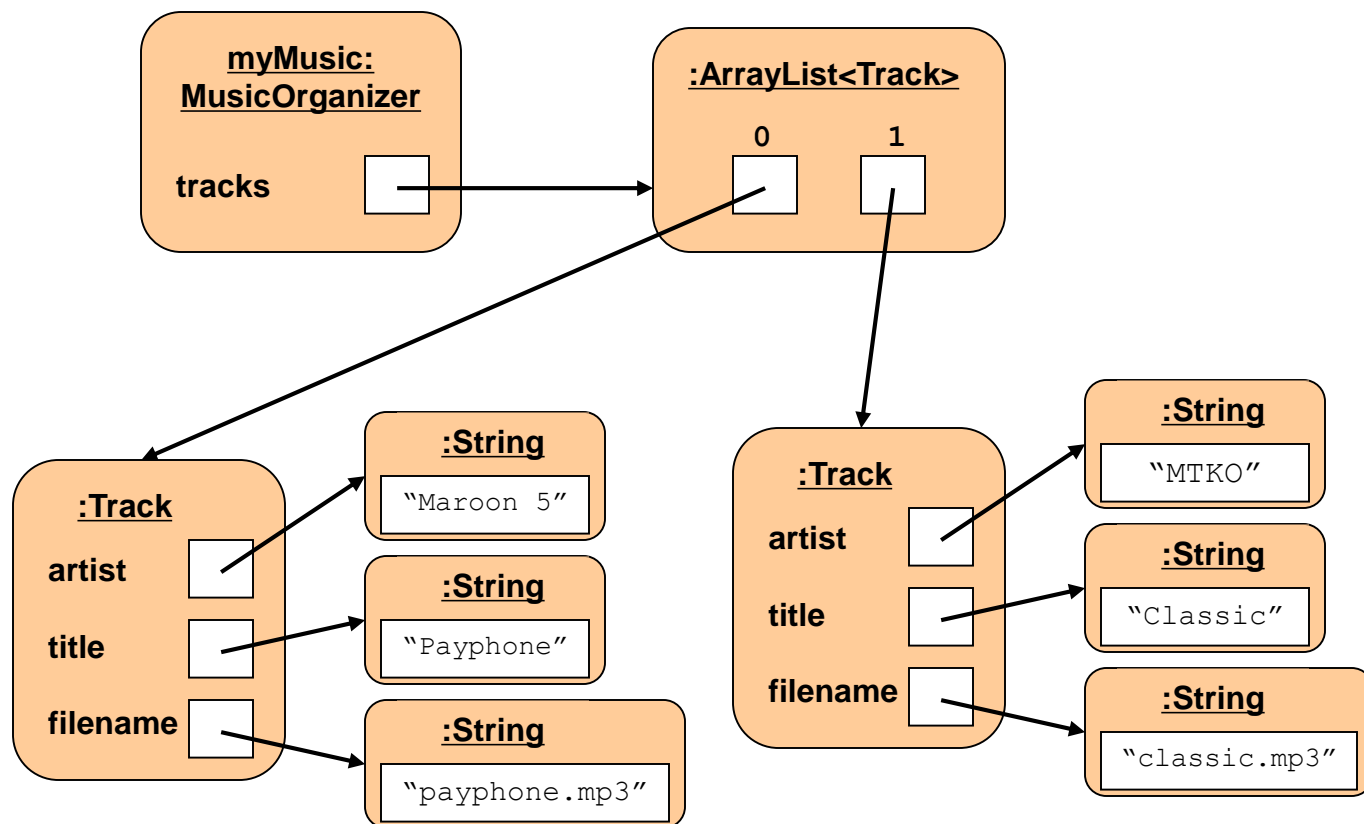 myMusic:
MusicOrganizer
tracks
:ArrayList<Track>
0 1
:Track
artist
title
filename
:String
“Maroon 5”
:String
“Payphone”
:String
“payphone.mp3”
:Track
artist
title
filename
:String
“MTKO”
:String
“Classic”
:String
“classic.mp3”